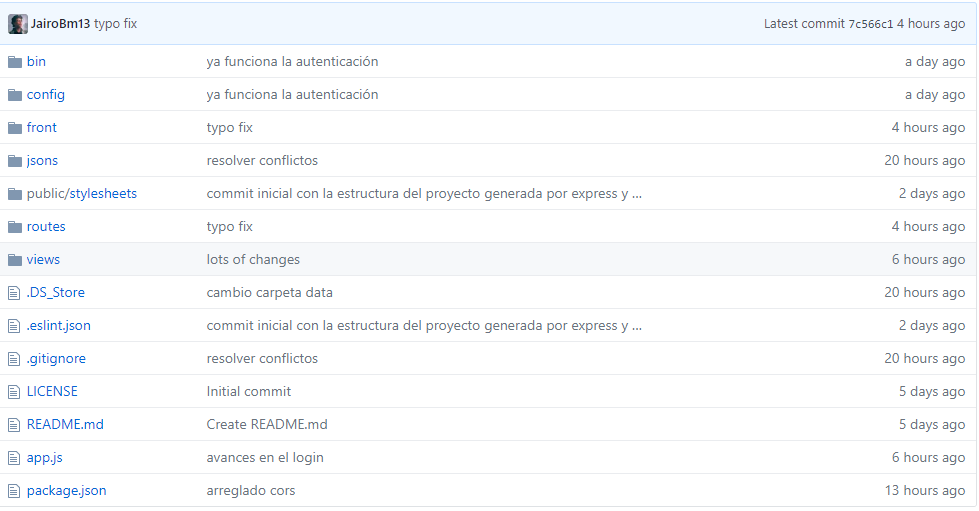 JairoBm13 typo fix Latest commit 7c566c1 4 hours ago
bin ya funciona la autenticación a day ago
config ya funciona la autenticación a day ago
front typo fix 4 hours ago
jsons resolver conflictos 20 hours ago
public/stylesheets commit inicial con la estructura del proyecto generada por express y ... 2 days ago
routes typo fix 4 hours ago
views lots of changes 6 hours ago
.DS_Store cambio carpeta data 20 hours ago
.eslint.json commit inicial con la estructura del proyecto generada por express y ... 2 days ago
.gitignore resolver conflictos 20 hours ago
LICENSE Initial commit 5 days ago
README.md Create README.md 5 days ago
app.js avances en el login 6 hours ago
package.json arreglado cors 13 hours ago